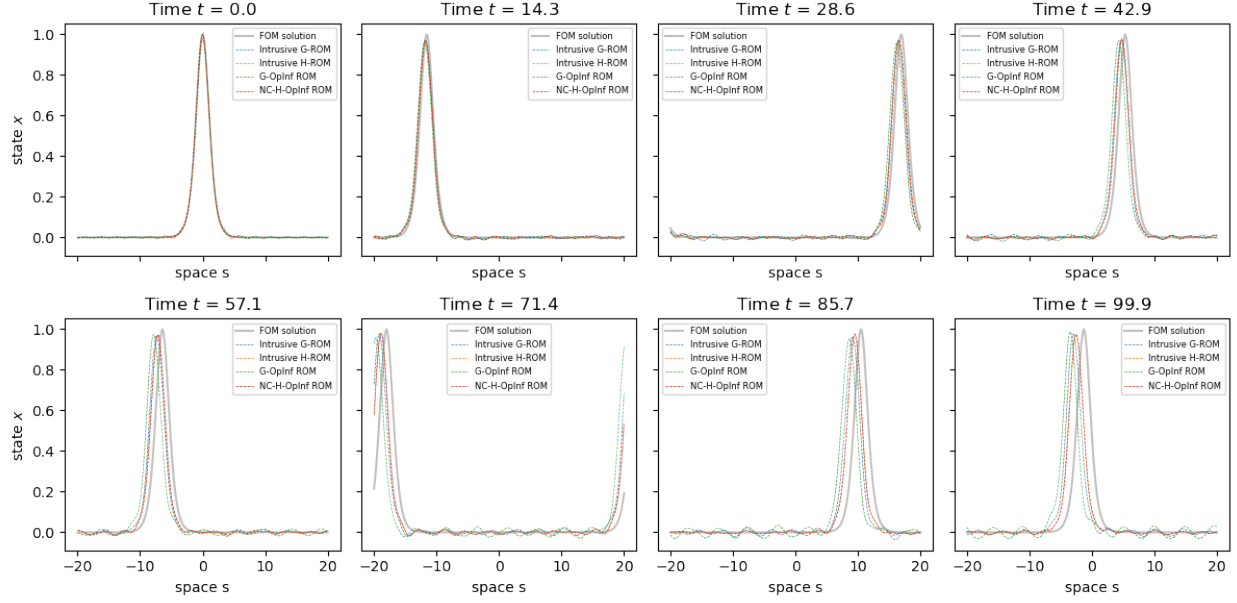 Time t = 0.0
1.0
0.8
0.6
0.4
0.2
0.0
state x
space s
FOM solution
Intrusive G-ROM
Intrusive H-ROM
G-OpInf ROM
NC-H-OpInf ROM
Time t = 14.3
space s
FOM solution
Intrusive G-ROM
Intrusive H-ROM
G-OpInf ROM
NC-H-OpInf ROM
Time t = 28.6
space s
FOM solution
Intrusive G-ROM
Intrusive H-ROM
G-OpInf ROM
NC-H-OpInf ROM
Time t = 42.9
space s
FOM solution
Intrusive G-ROM
Intrusive H-ROM
G-OpInf ROM
NC-H-OpInf ROM
Time t = 57.1
1.0
0.8
0.6
0.4
0.2
0.0
state x
−20 −10 0 10 20
space s
FOM solution
Intrusive G-ROM
Intrusive H-ROM
G-OpInf ROM
NC-H-OpInf ROM
Time t = 71.4
−20 −10 0 10 20
space s
FOM solution
Intrusive G-ROM
Intrusive H-ROM
G-OpInf ROM
NC-H-OpInf ROM
Time t = 85.7
−20 −10 0 10 20
space s
FOM solution
Intrusive G-ROM
Intrusive H-ROM
G-OpInf ROM
NC-H-OpInf ROM
Time t = 99.9
−20 −10 0 10 20
space s
FOM solution
Intrusive G-ROM
Intrusive H-ROM
G-OpInf ROM
NC-H-OpInf ROM